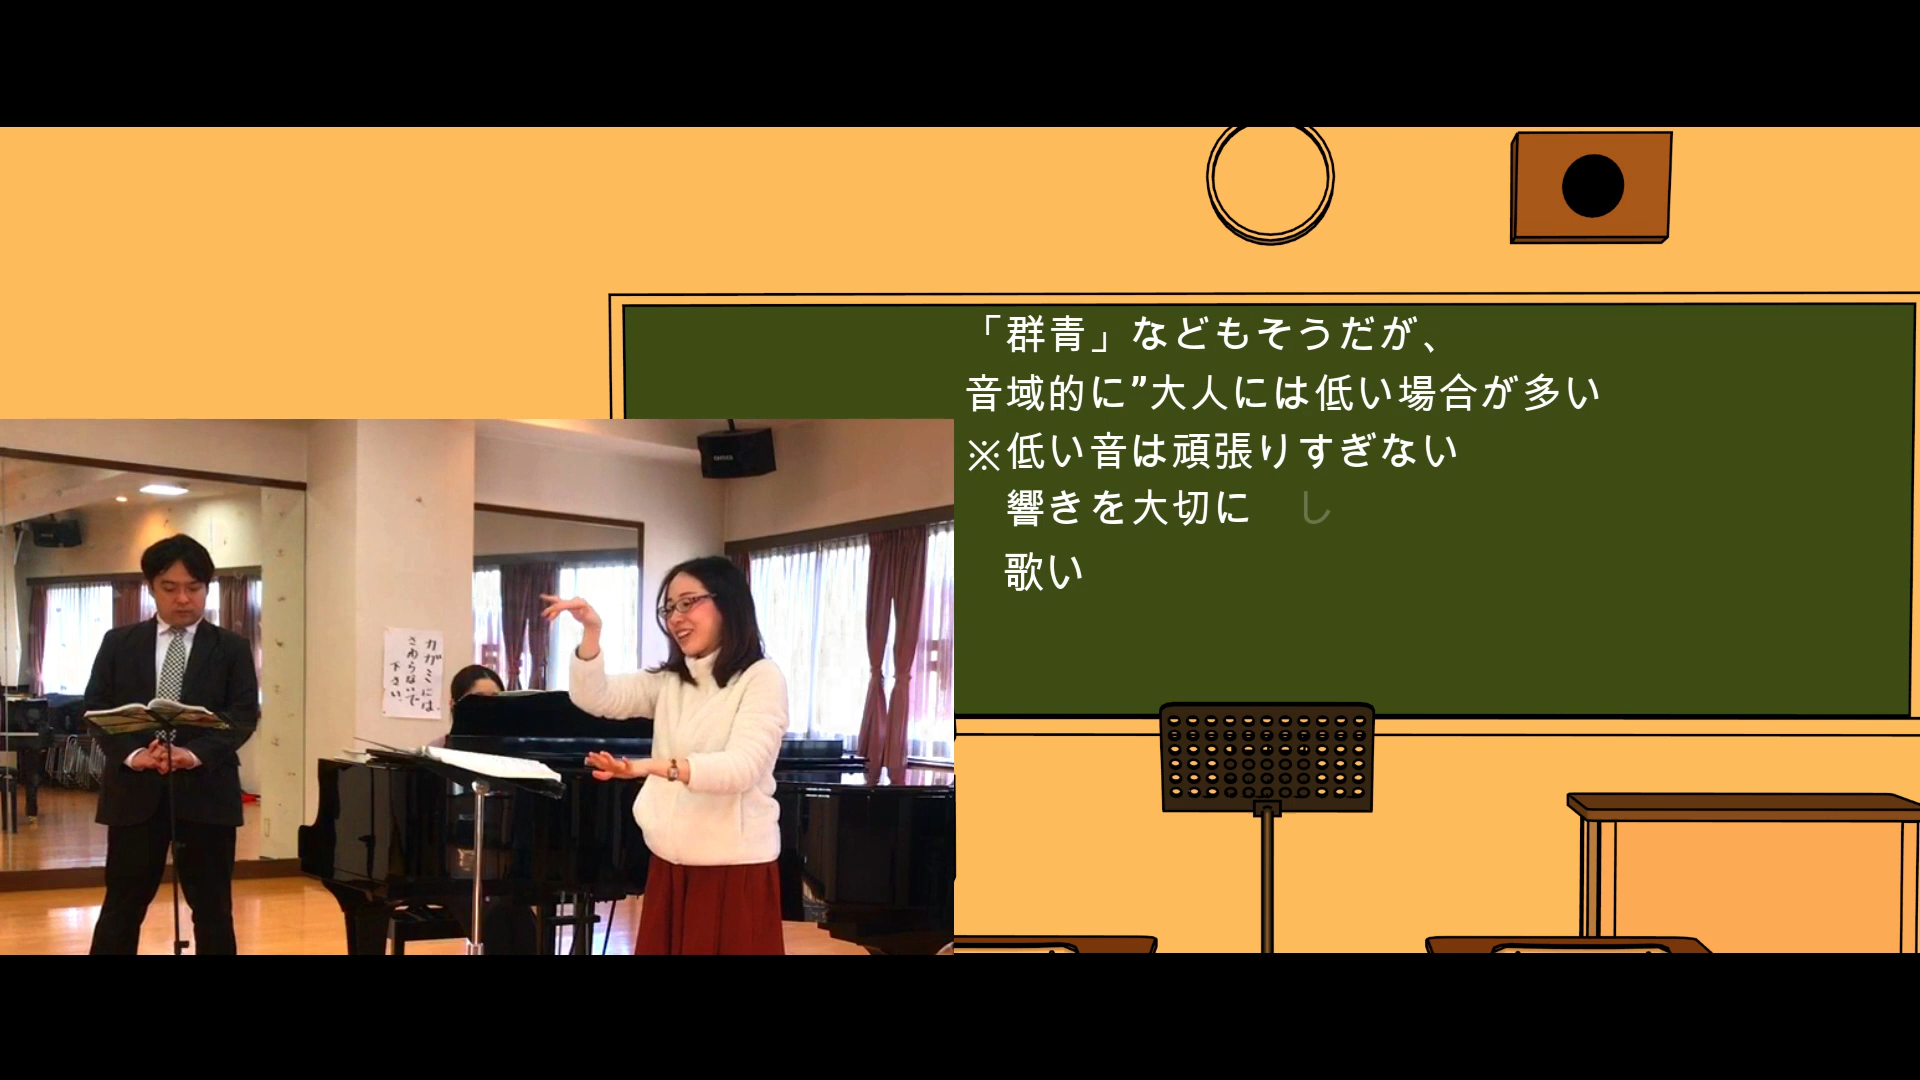 「群青」などもそうだが、
音域的に”大人には低い場合が多い
※低い音は頑張りすぎない
響きを大切に　し
歌い
カガミには、
さわらないで
下さい。